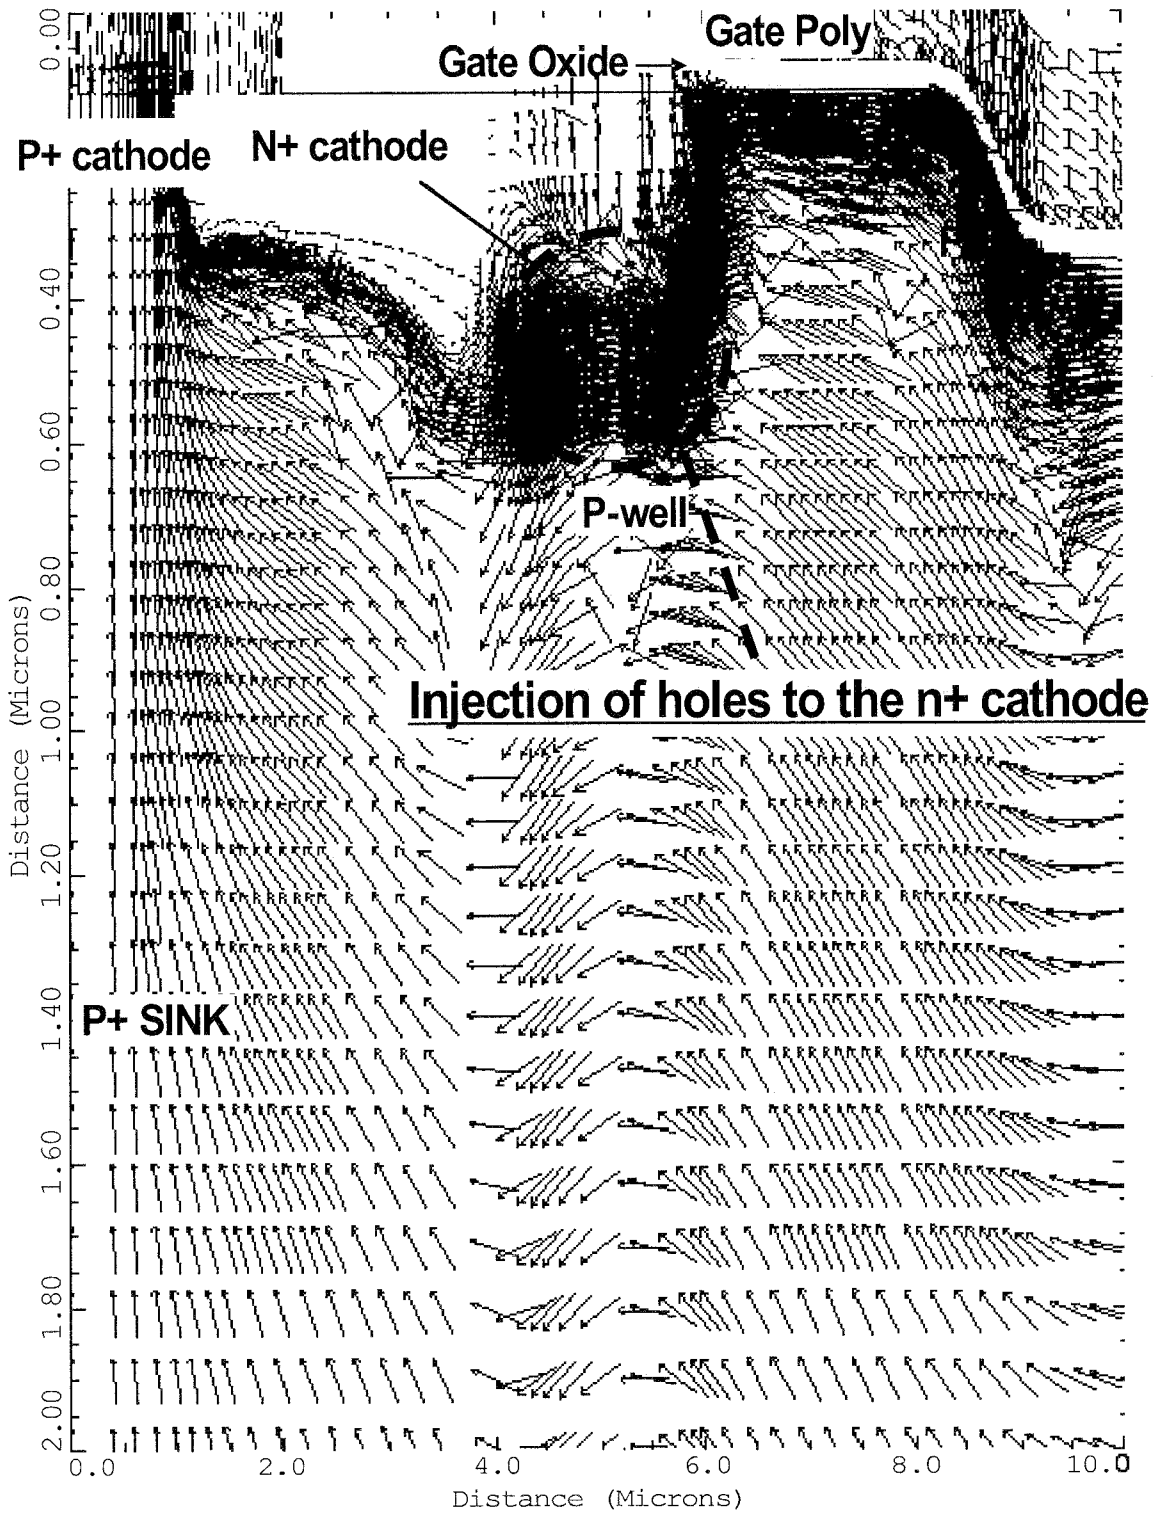 Gate Poly
Gate Oxide
P+ cathode
N+ cathode
P-well
Injection of holes to the n+ cathode
P+ SINK
Distance (Microns)
0.00
0.40
0.60
0.80
1.00
1.20
1.40
1.60
1.80
2.00
0.0
2.0
4.0
6.0
8.0
10.0
Distance (Microns)